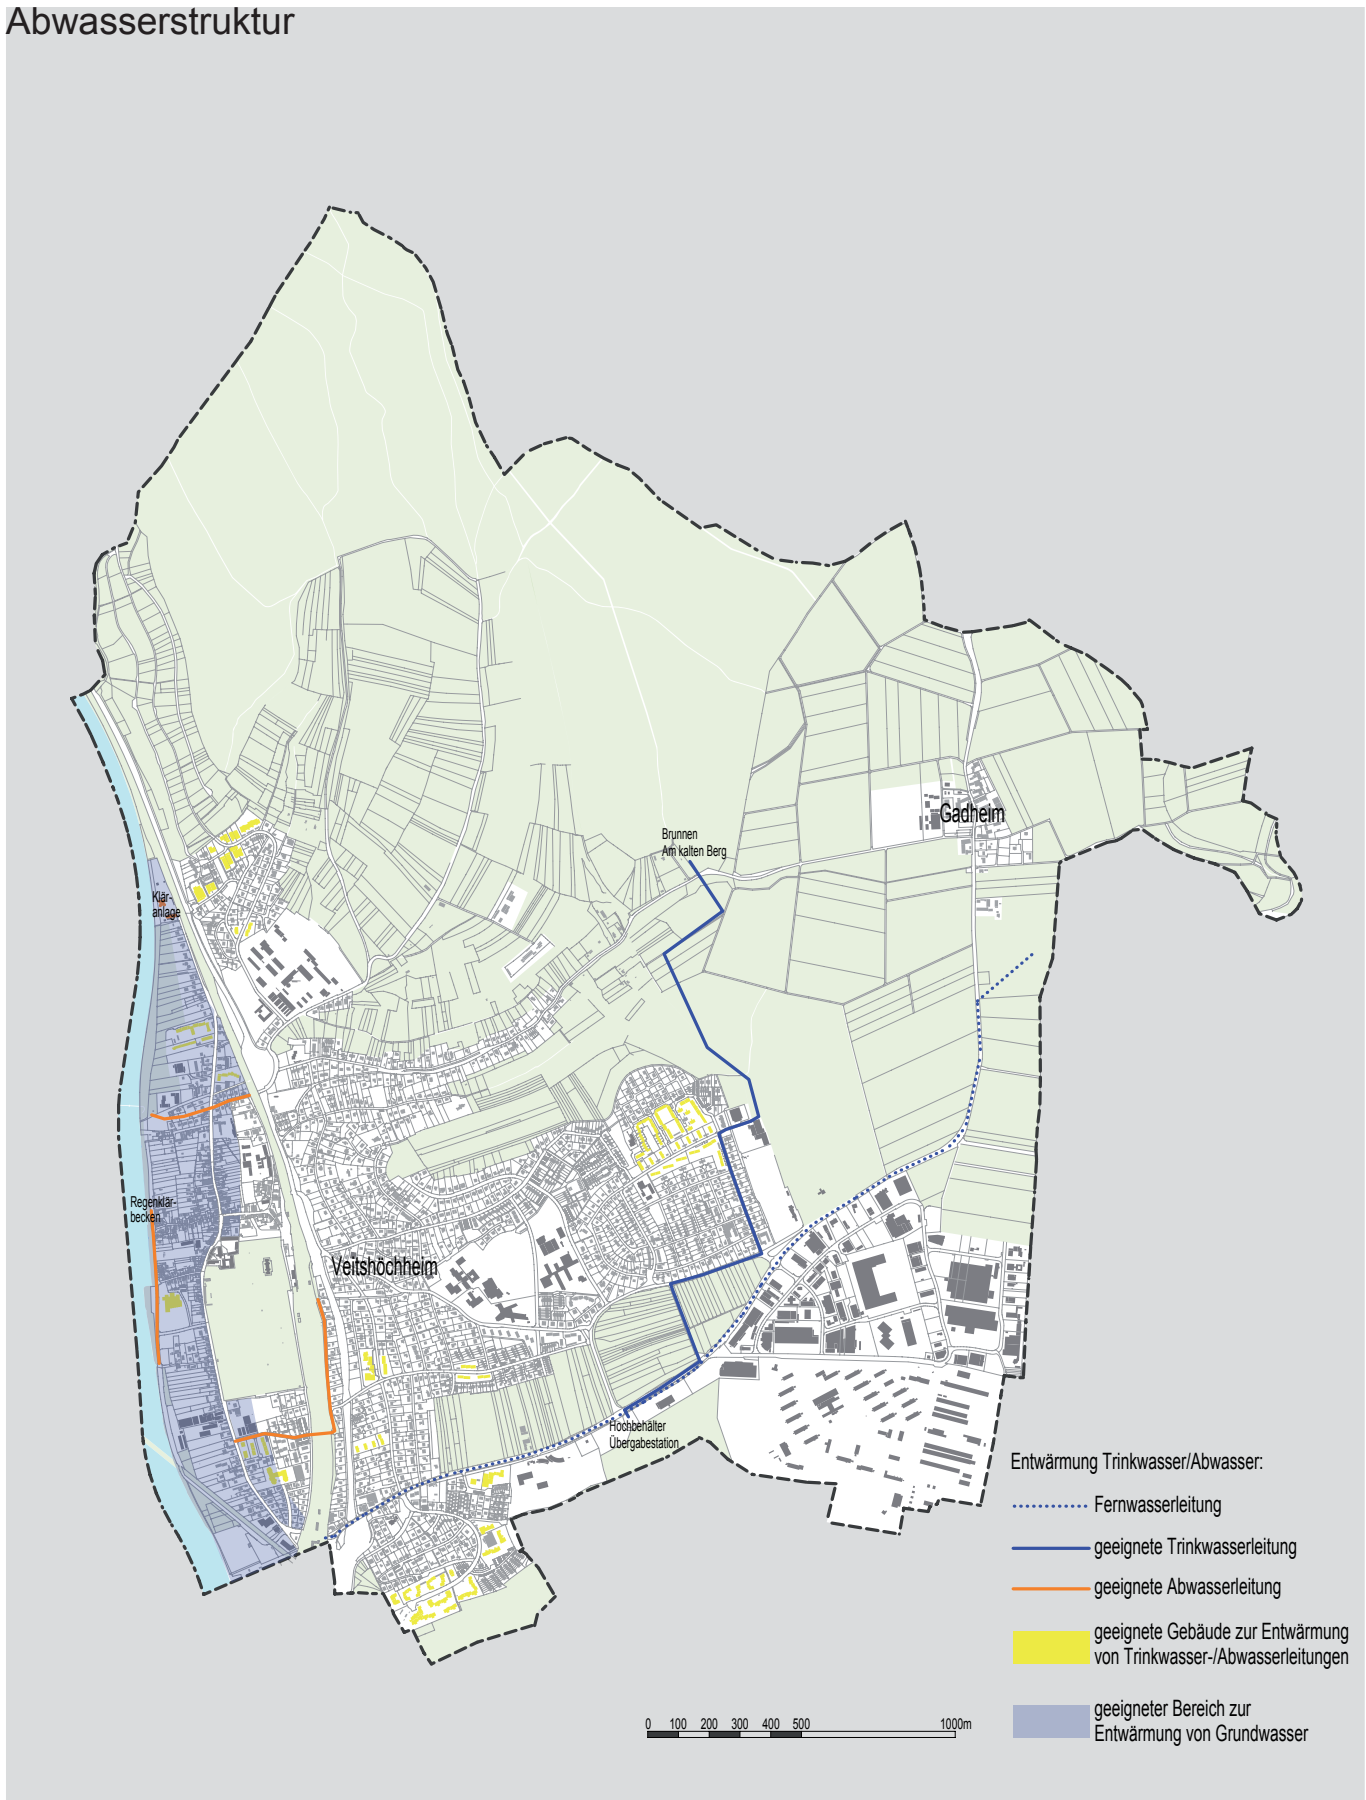 Abwasserstruktur
Brunnen
Am kalten Berg
Gadheim
Klär-
anlage
Regenklär-
becken
Veitshöchheim
Hochbehälter
Übergabestation
Entwärmung Trinkwasser/Abwasser:
Fernwasserleitung
geeignete Trinkwasserleitung
geeignete Abwasserleitung
geeignete Gebäude zur Entwärmung
von Trinkwasser-/Abwasserleitungen
geeigneter Bereich zur
Entwärmung von Grundwasser
0 100 200 300 400 500 1000m